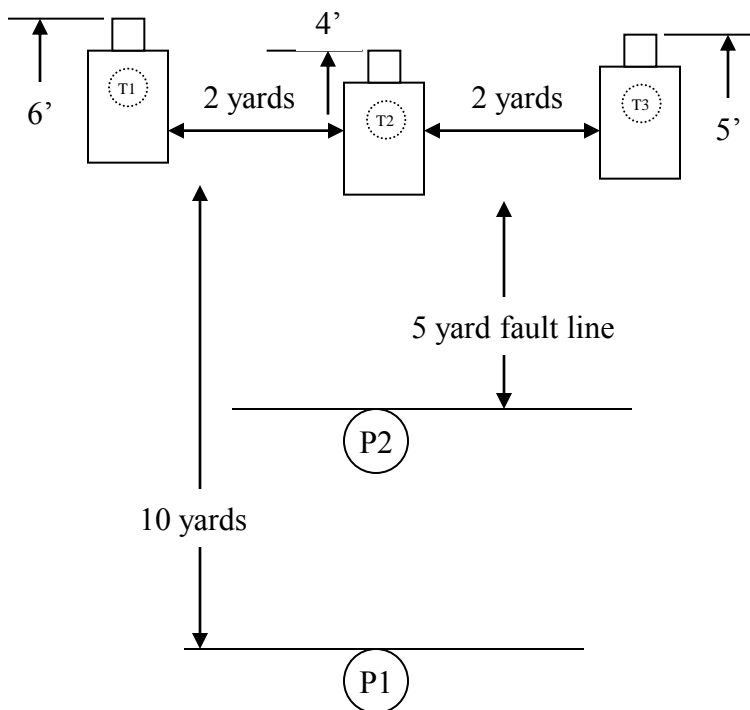 4’
T1
T2
T3
2 yards
2 yards
6’
5’
5 yard fault line
P2
10 yards
P1